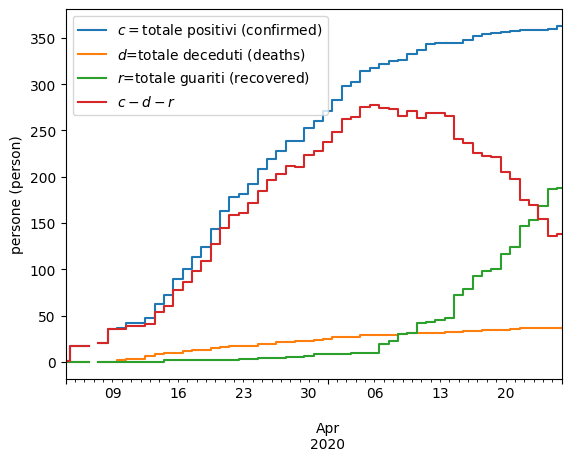 c = totale positivi (confirmed)
d=totale deceduti (deaths)
r=totale guariti (recovered)
c − d − r
persone (person)
350
300
250
200
150
100
50
0
09 16 23 30 06 13 20
Apr
2020